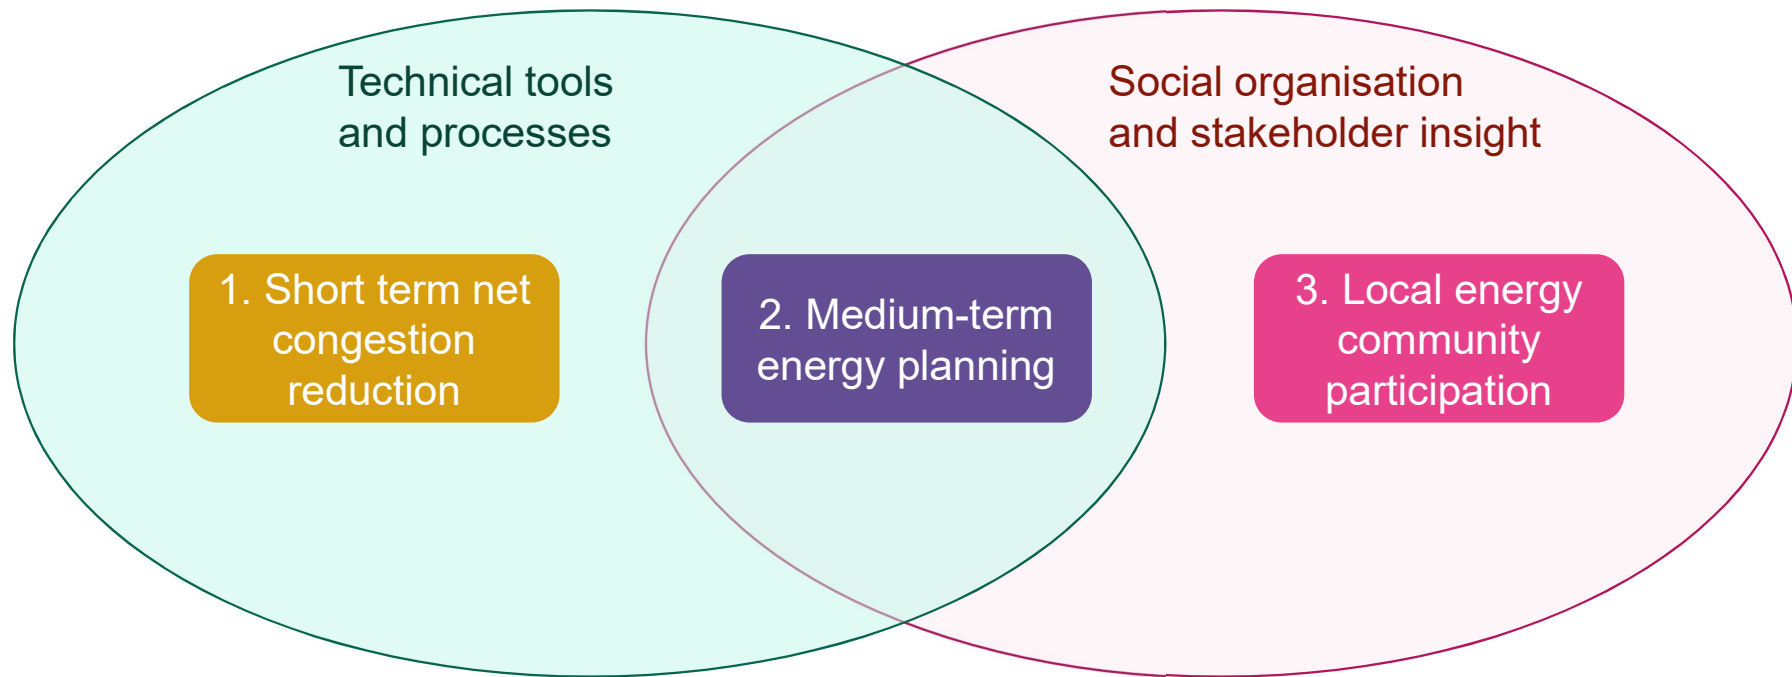 Technical tools
and processes
Social organisation
and stakeholder insight
1. Short term net
congestion
reduction
2. Medium-term
energy planning
3. Local energy
community
participation